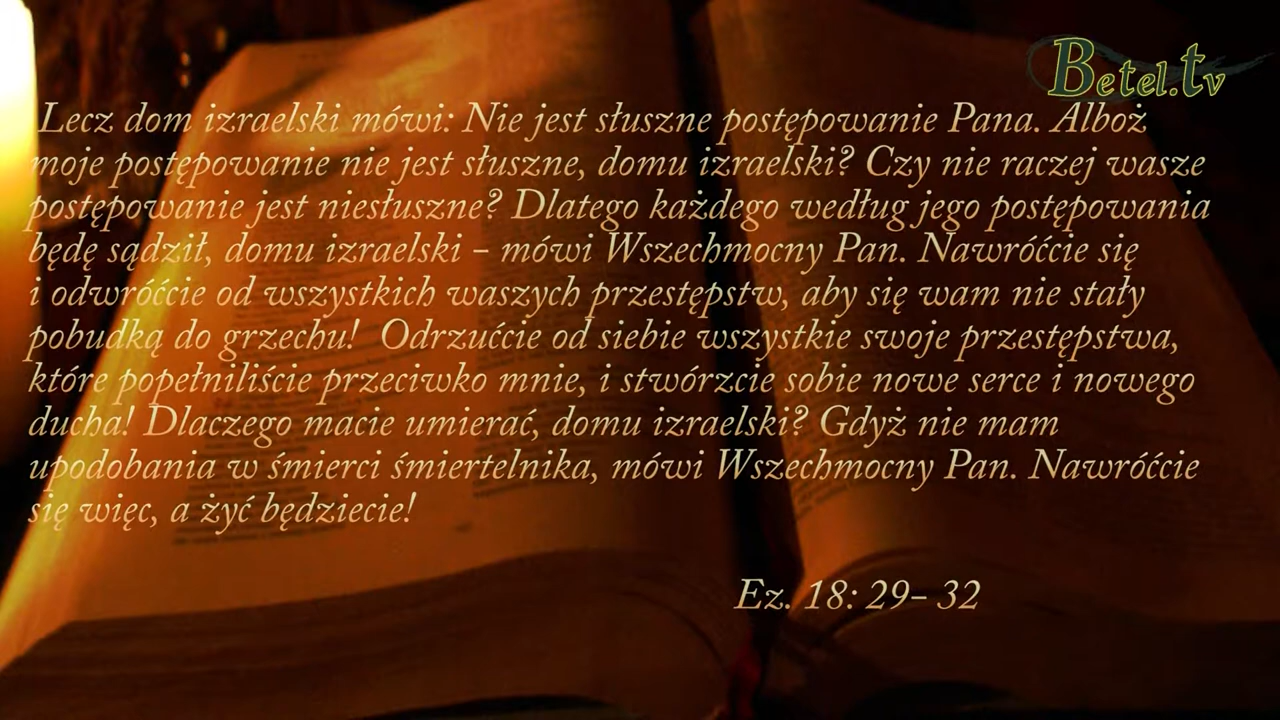 Betel.tv
Lecz dom izraelski mówi: Nie jest słuszne postępowanie Pana. Alboż
moje postępowanie nie jest słuszne, domu izraelski? Czy nie raczej wasze
postępowanie jest niesłuszne? Dlatego każdego według jego postępowania
będę sądził, domu izraelski – mówi Wszechmocny Pan. Nawróćcie się
i odwróćcie od wszystkich waszych przestępstw, aby się wam nie stały
pobudką do grzechu! Odrzućcie od siebie wszystkie swoje przestępstwa,
które popełniliście przeciwko mnie, i stwórzcie sobie nowe serce i nowego
ducha! Dlaczego macie umierać, domu izraelski? Gdyż nie mam
upodobania w śmierci śmiertelnika, mówi Wszechmocny Pan. Nawróćcie
się więc, a żyć będziecie!
Ez. 18: 29– 32